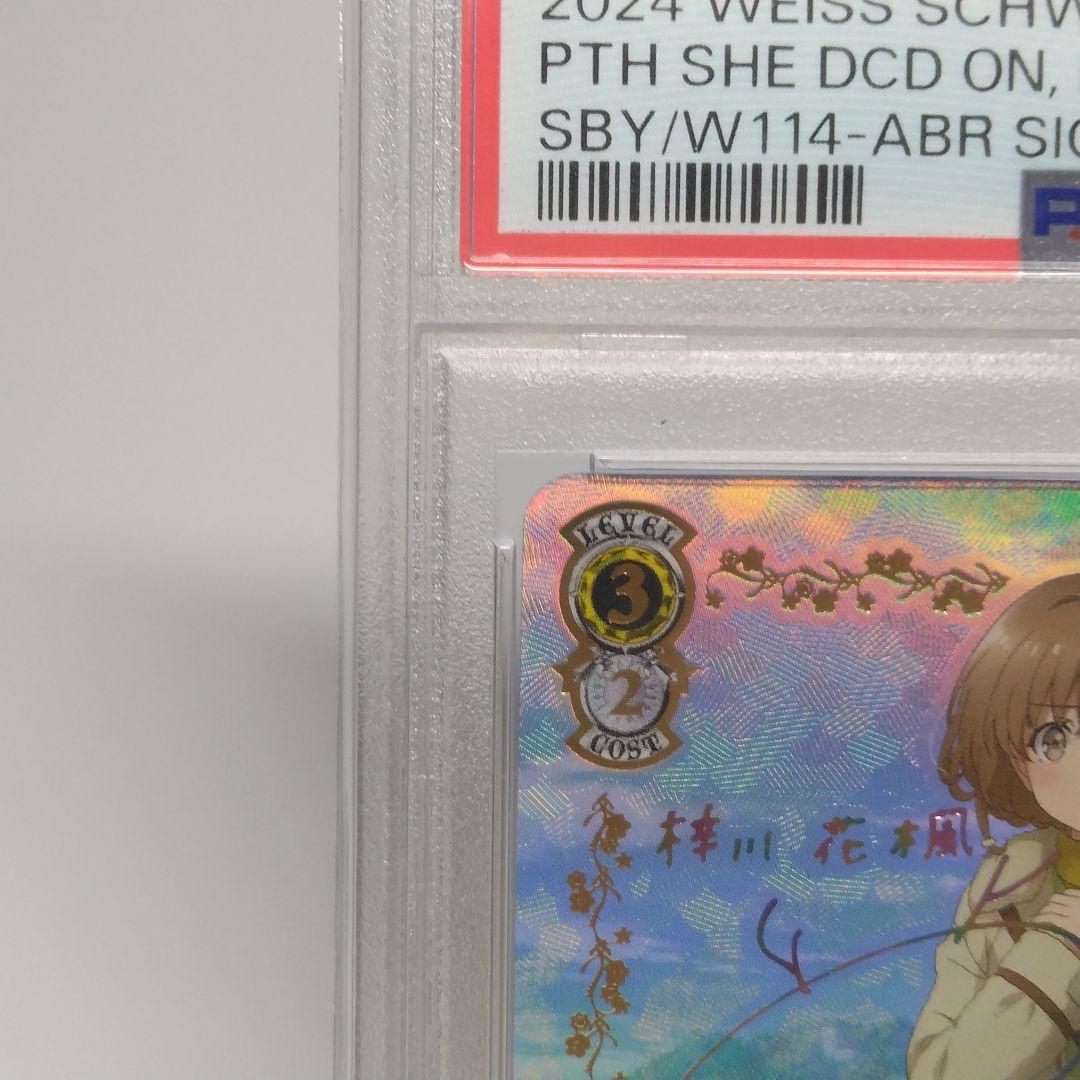 2024 WEISS SCHW
PTH SHE DCD ON,
SBY/W114-ABR SIG
LEVEL
3
2
COST
梓川 花楓